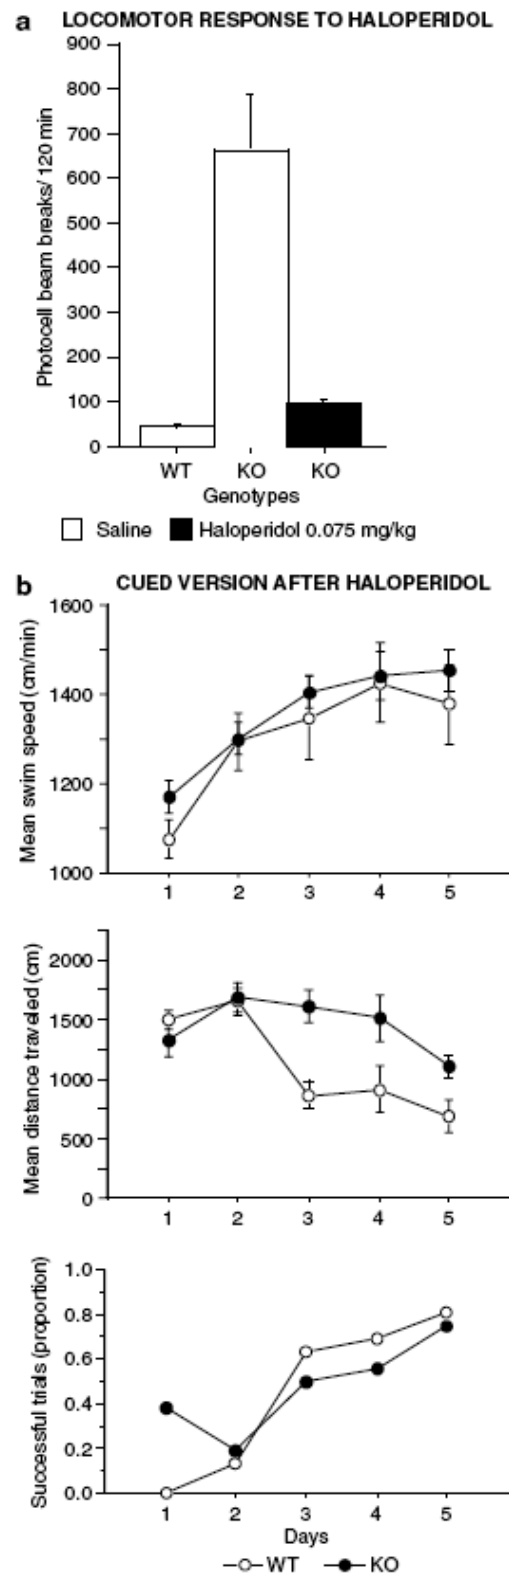 a LOCOMOTOR RESPONSE TO HALOPERIDOL
Photocell beam breaks/120 min
900
800
700
600
500
400
300
200
100
0
WT KO KO
Genotypes
Saline Haloperidol 0.075 mg/kg
b CUED VERSION AFTER HALOPERIDOL
Mean swim speed (cm/min)
1600
1400
1200
1000
1 2 3 4 5
Mean distance traveled (cm)
2000
1500
1000
500
0
1 2 3 4 5
Successful trials (proportion)
1.0
0.8
0.6
0.4
0.2
0.0
1 2 3 4 5
Days
WT KO